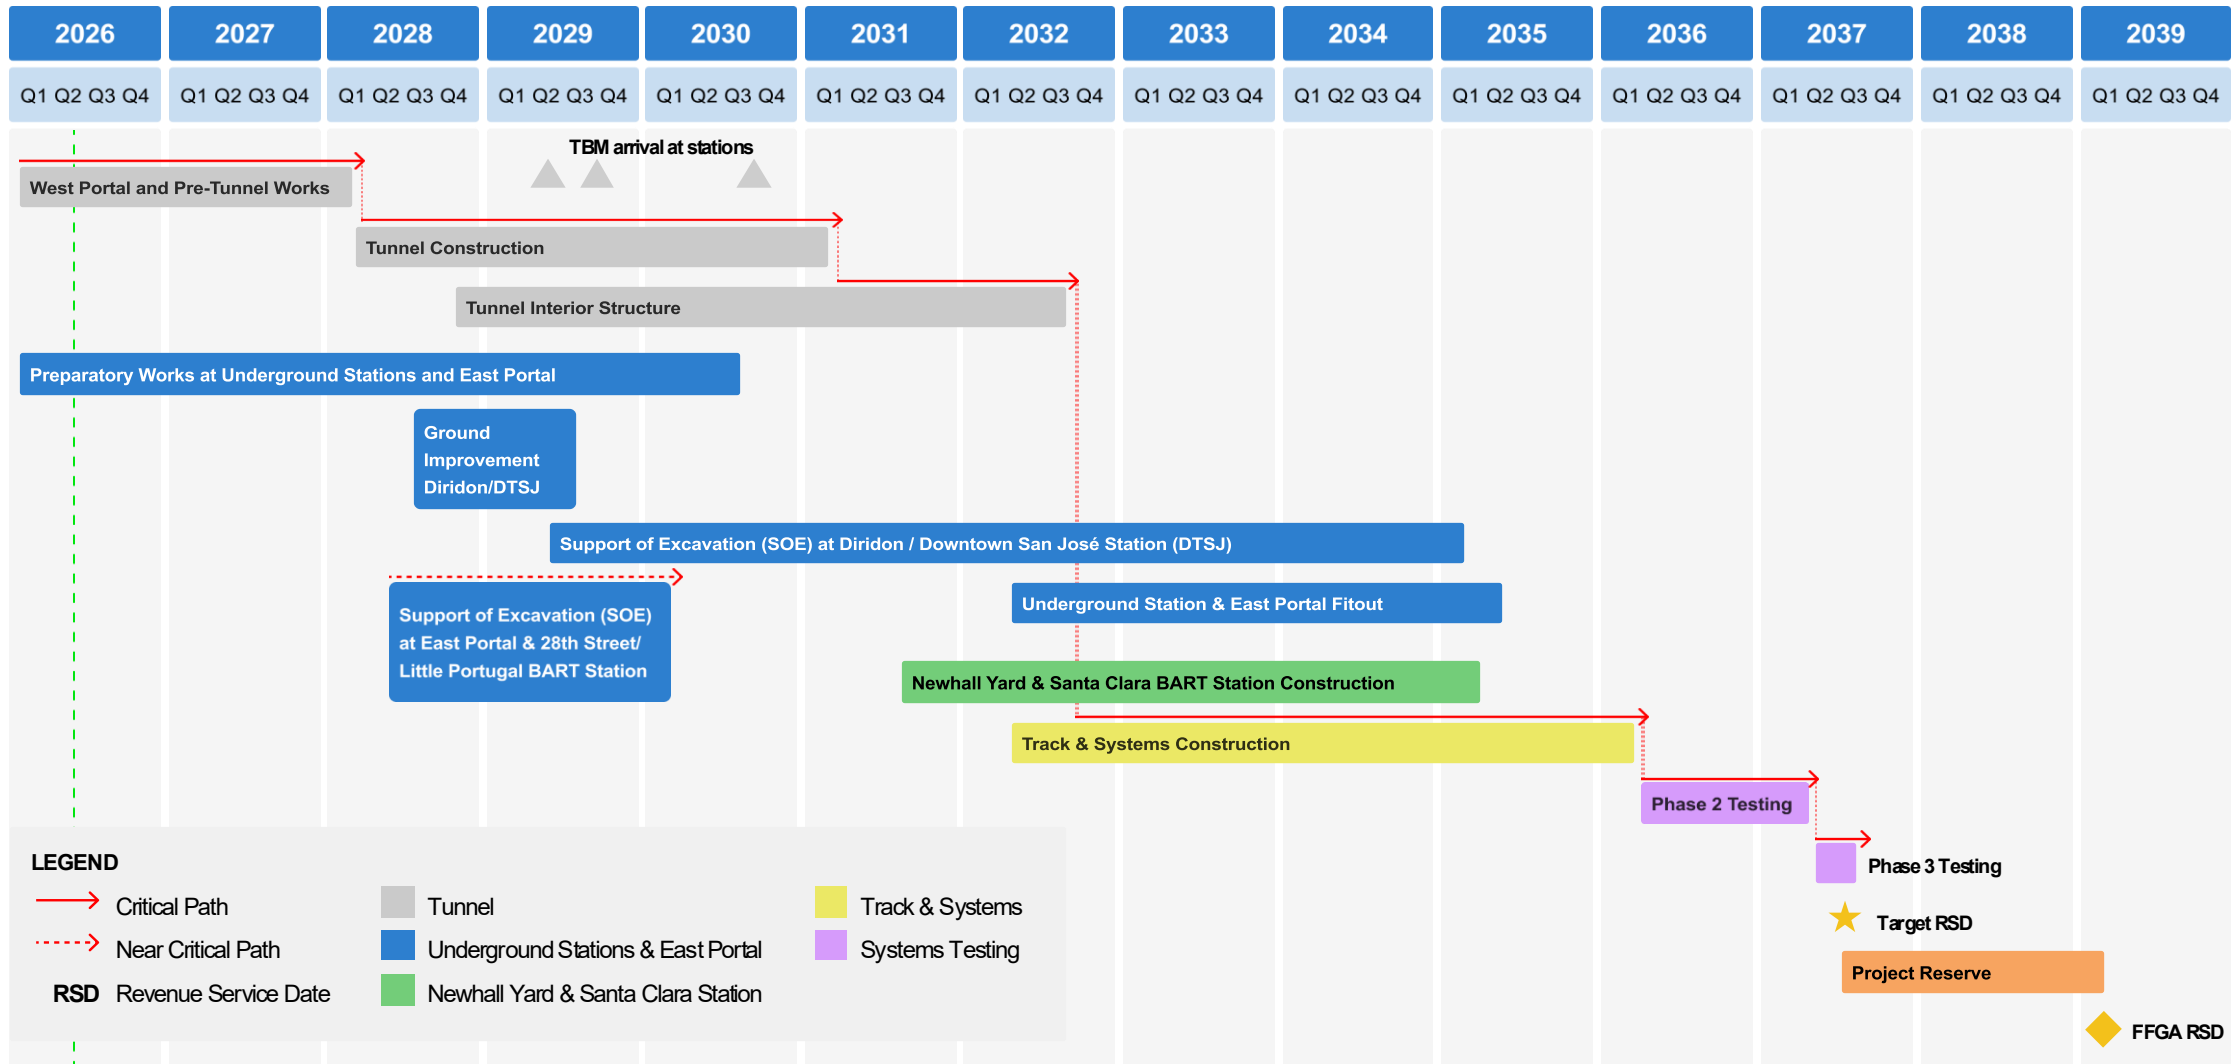 2026 2027 2028 2029 2030 2031 2032 2033 2034 2035 2036 2037 2038 2039
Q1 Q2 Q3 Q4 Q1 Q2 Q3 Q4 Q1 Q2 Q3 Q4 Q1 Q2 Q3 Q4 Q1 Q2 Q3 Q4 Q1 Q2 Q3 Q4 Q1 Q2 Q3 Q4 Q1 Q2 Q3 Q4 Q1 Q2 Q3 Q4 Q1 Q2 Q3 Q4 Q1 Q2 Q3 Q4 Q1 Q2 Q3 Q4 Q1 Q2 Q3 Q4 Q1 Q2 Q3 Q4
TBM arrival at stations
West Portal and Pre-Tunnel Works
Tunnel Construction
Tunnel Interior Structure
Preparatory Works at Underground Stations and East Portal
Ground
Improvement
Diridon/DTSJ
Support of Excavation (SOE) at Diridon / Downtown San José Station (DTSJ)
Support of Excavation (SOE)
at East Portal & 28th Street/
Little Portugal BART Station
Underground Station & East Portal Fitout
Newhall Yard & Santa Clara BART Station Construction
Track & Systems Construction
Phase 2 Testing
Phase 3 Testing
Target RSD
Project Reserve
FFGA RSD
LEGEND
Critical Path
Near Critical Path
RSD Revenue Service Date
Tunnel
Underground Stations & East Portal
Newhall Yard & Santa Clara Station
Track & Systems
Systems Testing